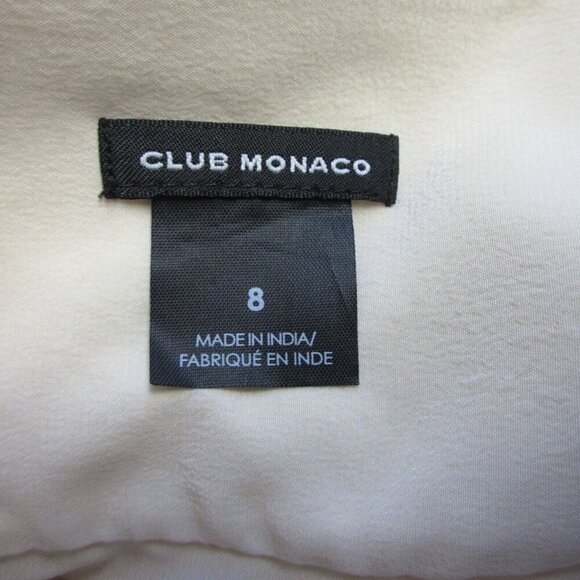 CLUB MONACO
8
MADE IN INDIA/
FABRIQUÉ EN INDE